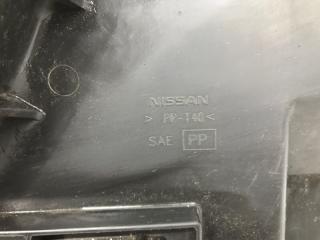 NISSAN
> PP-T40 <
SAE PP